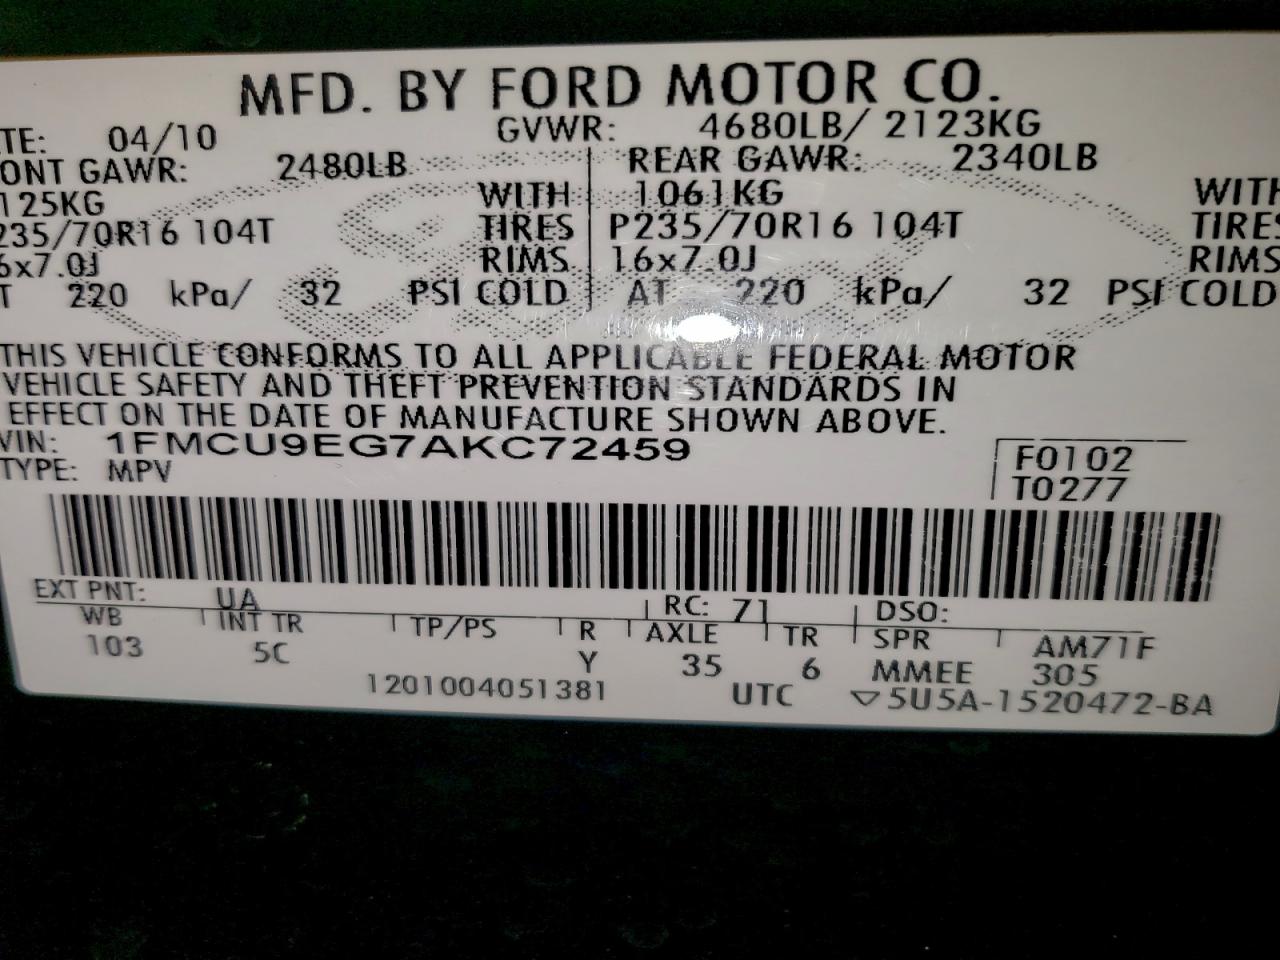 MFD. BY FORD MOTOR CO.
TE: 04/10 GVWR: 4680LB/ 2123KG
ONT GAWR: 2480LB REAR GAWR: 2340LB
125KG WITH 1061KG WITH
235/70R16 104T TIRES P235/70R16 104T TIRES
6x7.0J RIMS 16x7.0J RIMS
T 220 kPa/ 32 PSI COLD AT 220 kPa/ 32 PSI COLD
THIS VEHICLE CONFORMS TO ALL APPLICABLE FEDERAL MOTOR
VEHICLE SAFETY AND THEFT PREVENTION STANDARDS IN
EFFECT ON THE DATE OF MANUFACTURE SHOWN ABOVE.
VIN: 1FMCU9EG7AKC72459
TYPE: MPV
F0102
T0277
EXT PNT: UA RC: 71 DSO:
WB INT TR TP/PS R AXLE TR SPR AM71F
103 5C Y 35 6 MMEE 305
1201004051381 UTC ▽5U5A-1520472-BA